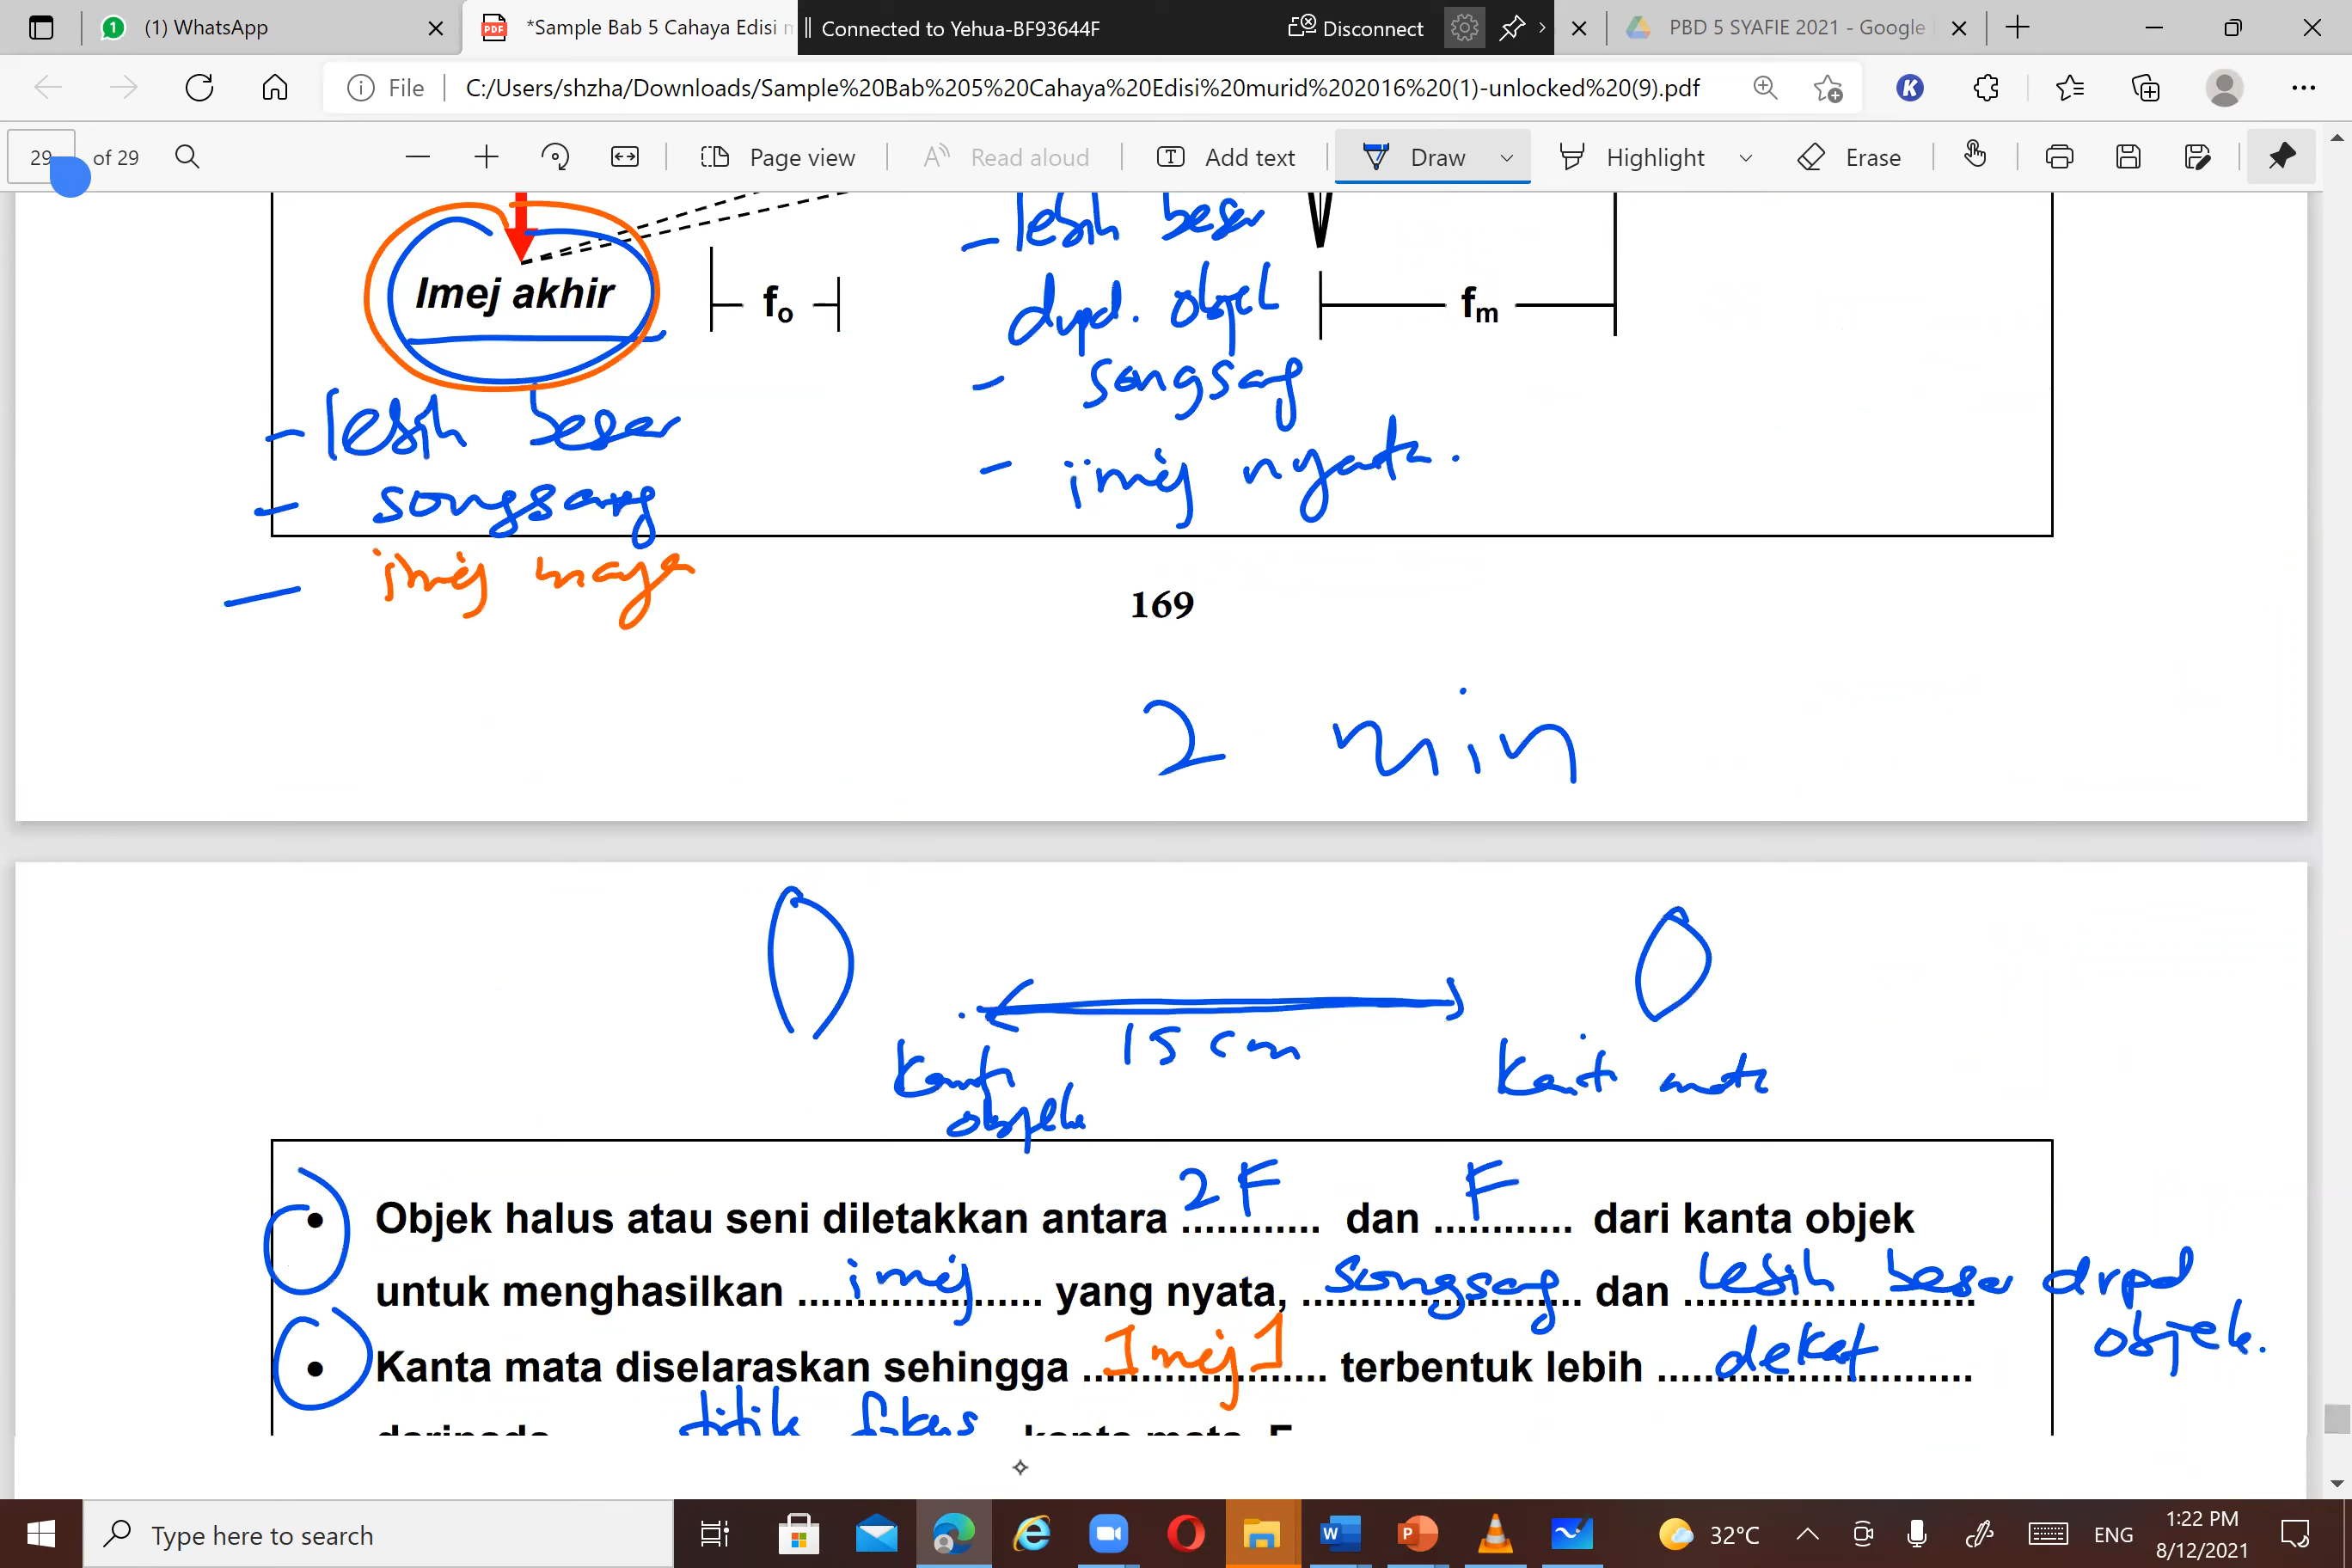 (1) WhatsApp
*Sample Bab 5 Cahaya Edisi m
Connected to Yehua-BF93644F
Disconnect
PBD 5 SYAFIE 2021 - Google
File
C:/Users/shzha/Downloads/Sample%20Bab%205%20Cahaya%20Edisi%20murid%202016%20(1)-unlocked%20(9).pdf
29 of 29
Page view
Read aloud
Add text
Draw
Highlight
Erase
Imej akhir
fo
fm
- lebih besar
drpd. objek
- songsang
- imej nyata.
- lebih besar
- songsang
- imej maya
169
2 min
15 cm
kanta objek
kanta mata
• Objek halus atau seni diletakkan antara 2F dan F dari kanta objek
untuk menghasilkan imej yang nyata, songsang dan lebih besar drpd objek.
• Kanta mata diselaraskan sehingga Imej 1 terbentuk lebih dekat
daripada titik fokus kanta mata, F
Type here to search
32°C
ENG
1:22 PM
8/12/2021